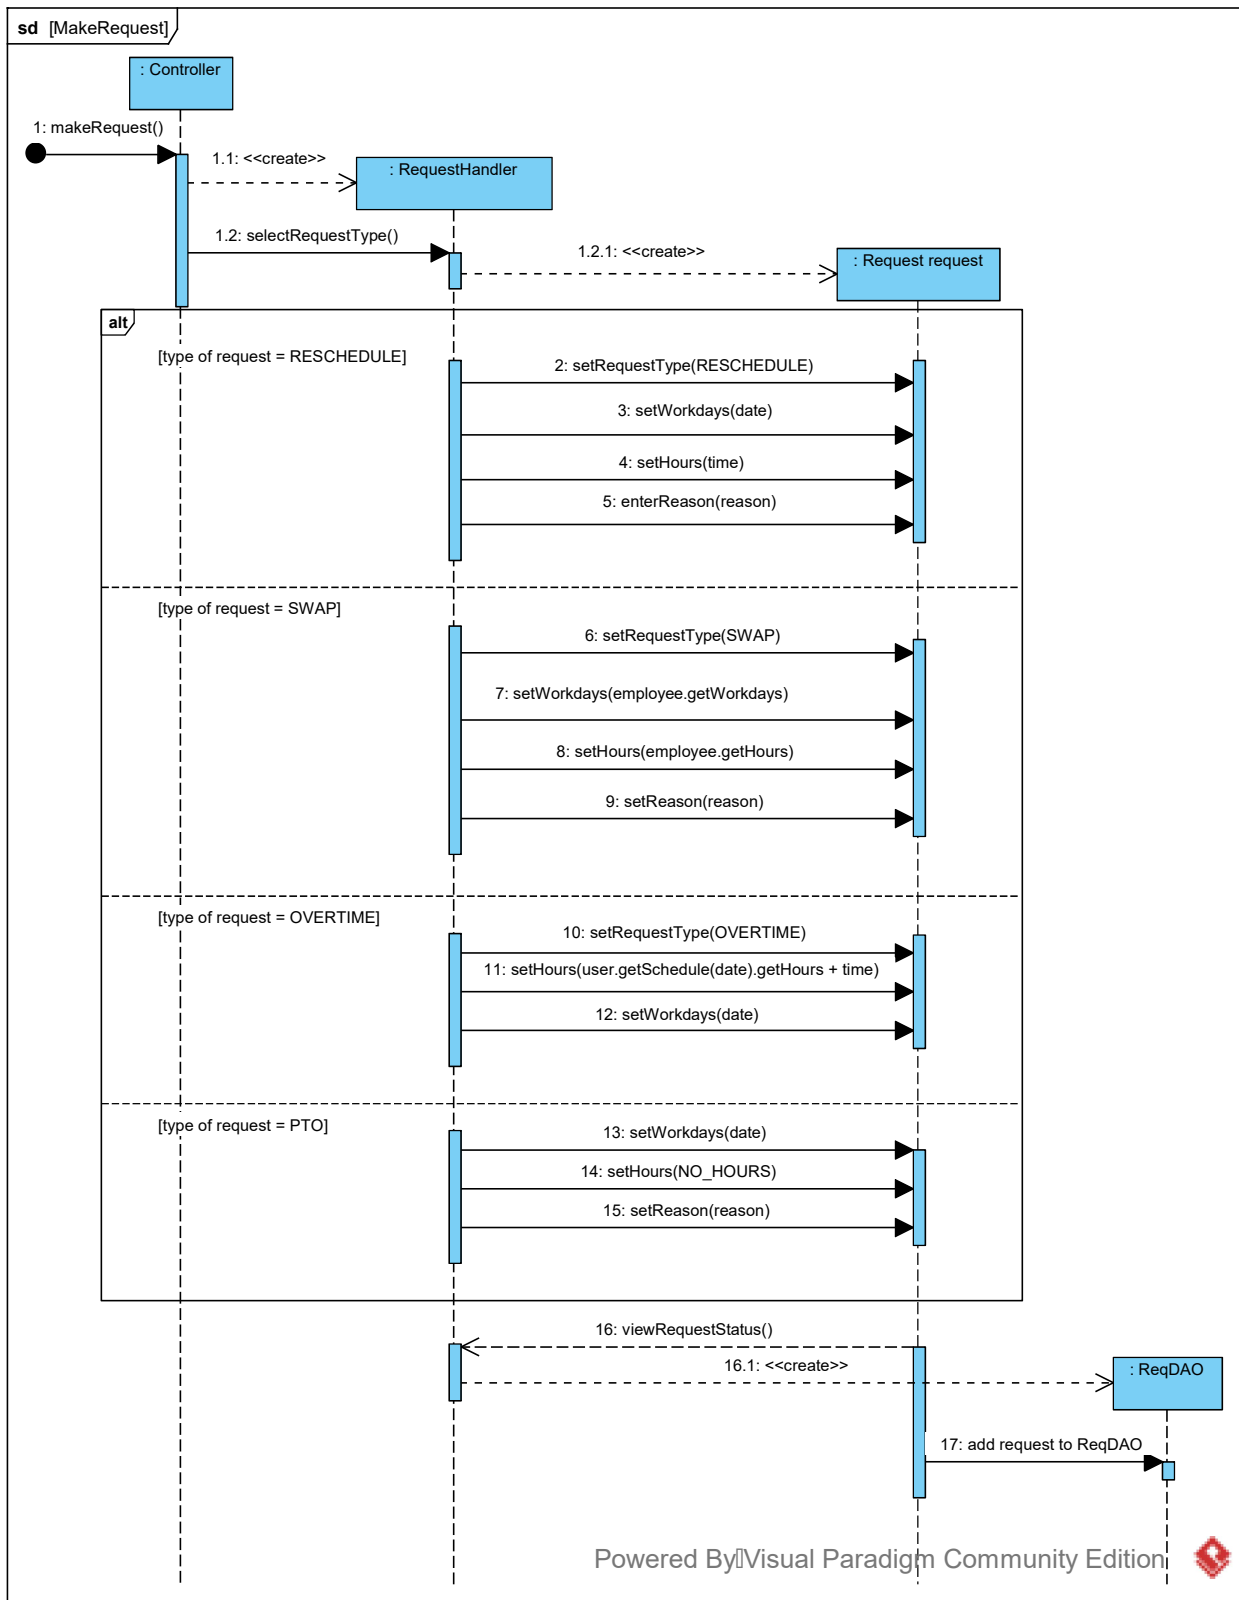 sd [MakeRequest]
: Controller
1: makeRequest()
1.1: <<create>>
: RequestHandler
1.2: selectRequestType()
1.2.1: <<create>>
: Request request
alt
[type of request = RESCHEDULE]
2: setRequestType(RESCHEDULE)
3: setWorkdays(date)
4: setHours(time)
5: enterReason(reason)
[type of request = SWAP]
6: setRequestType(SWAP)
7: setWorkdays(employee.getWorkdays)
8: setHours(employee.getHours)
9: setReason(reason)
[type of request = OVERTIME]
10: setRequestType(OVERTIME)
11: setHours(user.getSchedule(date).getHours + time)
12: setWorkdays(date)
[type of request = PTO]
13: setWorkdays(date)
14: setHours(NO_HOURS)
15: setReason(reason)
16: viewRequestStatus()
16.1: <<create>>
: ReqDAO
17: add request to ReqDAO
Powered By Visual Paradigm Community Edition